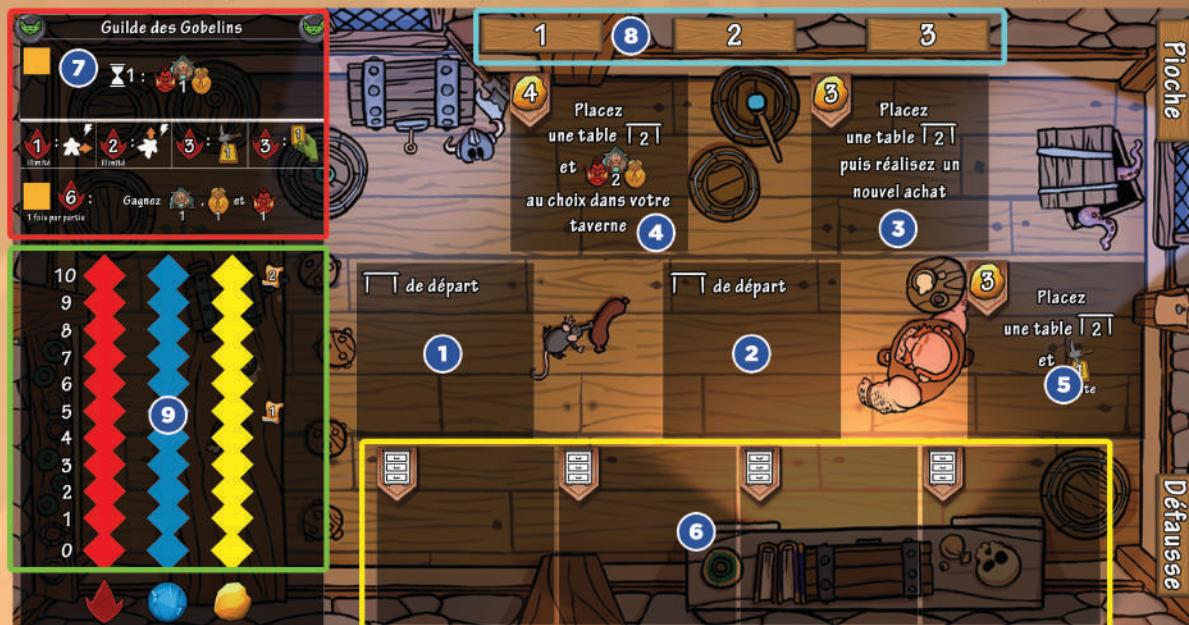 Guilde des Gobelins
7
1 :
1
1 : 2 : 3 : 1 3 : 1
illimité illimité
6 : Gagnez 1 , 1 et 1
1 fois par partie
1
8
2
3
Pioche
4
Placez
une table 2
et 2
au choix dans votre
taverne
4
3
Placez
une table 2
puis réalisez un
nouvel achat
3
de départ
1
de départ
2
3
Placez
une table 2
et 1
5
10
9
8
7
6
5
4
3
2
1
0
2
1
9
6
Défausse